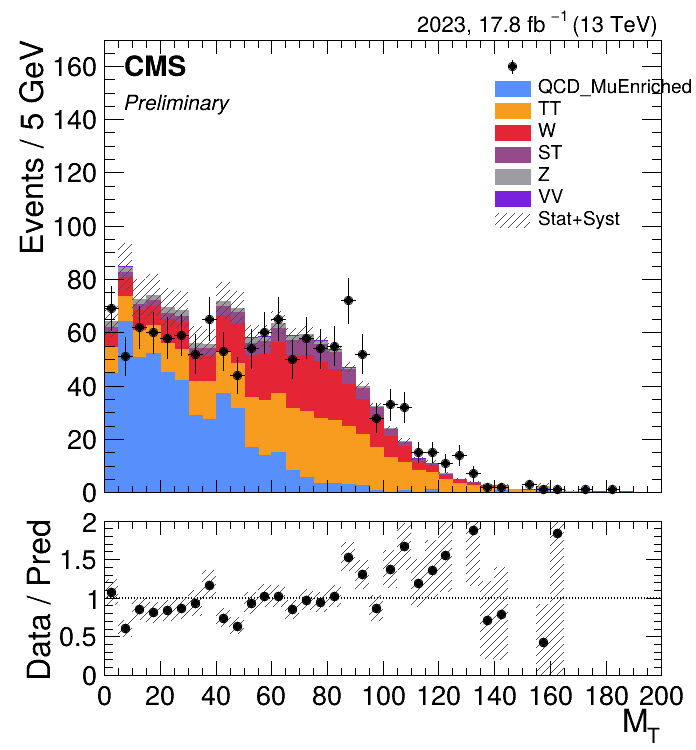 2023, 17.8 fb⁻¹ (13 TeV)
CMS
Preliminary
QCD_MuEnriched
TT
W
ST
Z
VV
Stat+Syst
Events / 5 GeV
160
140
120
100
80
60
40
20
0
Data / Pred
2
1.5
1
0.5
0
0 20 40 60 80 100 120 140 160 180 200
M_T